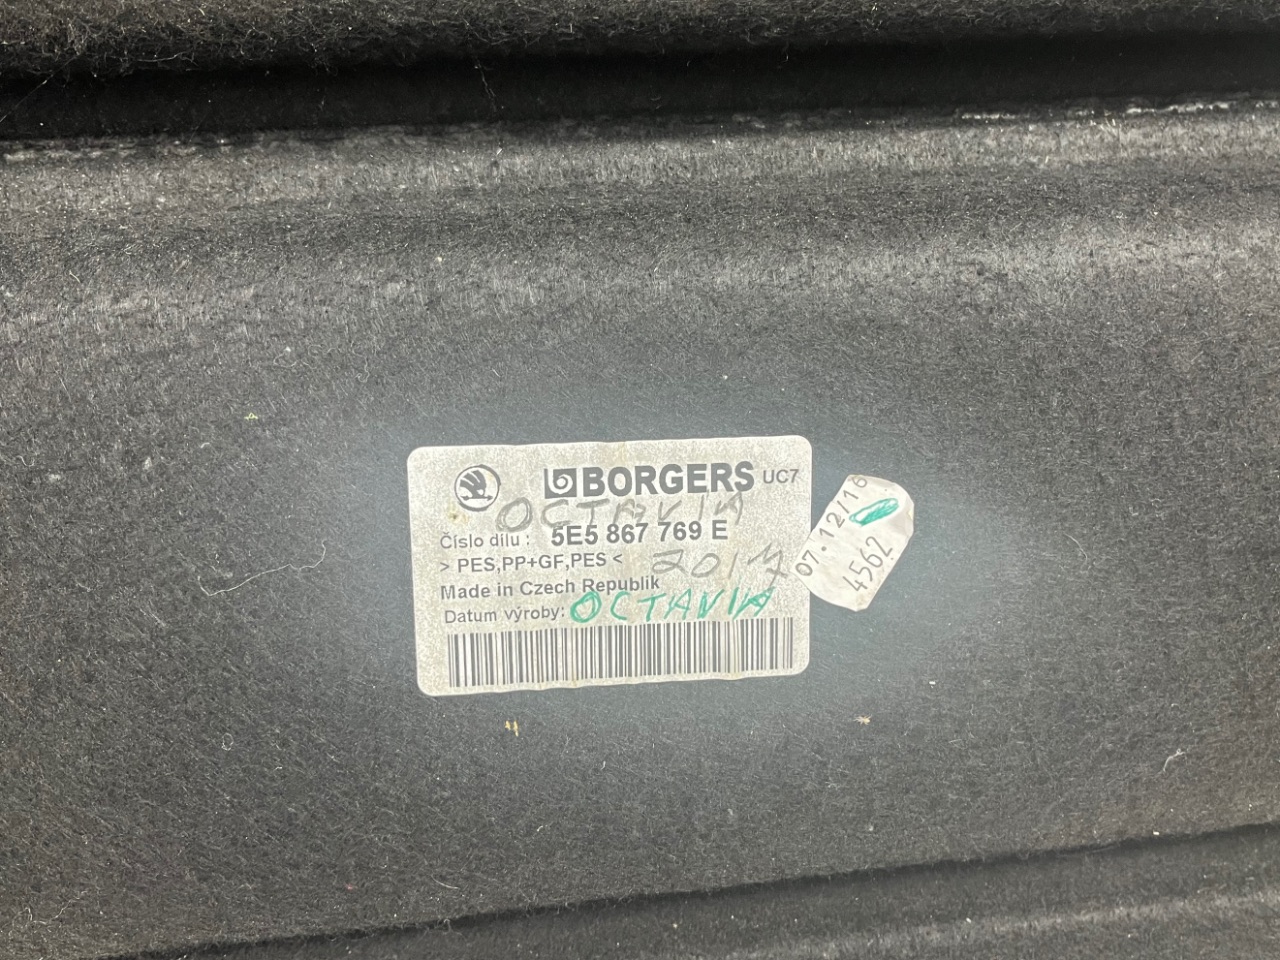 BORGERS UC7
OCTAVIA
Číslo dílu : 5E5 867 769 E
> PES,PP+GF,PES <
2017
Made in Czech Republik
Datum výroby: OCTAVIA
07.12/16
4562